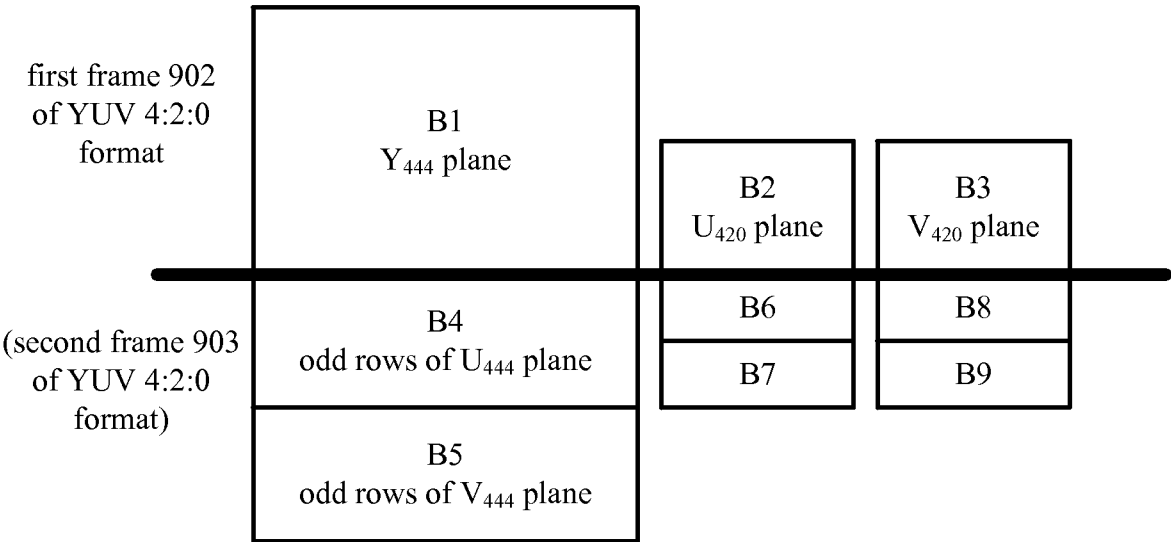 first frame 902
of YUV 4:2:0
format
B1
Y₄₄₄ plane
B2
U₄₂₀ plane
B3
V₄₂₀ plane
(second frame 903
of YUV 4:2:0
format)
B4
odd rows of U₄₄₄ plane
B5
odd rows of V₄₄₄ plane
B6
B7
B8
B9